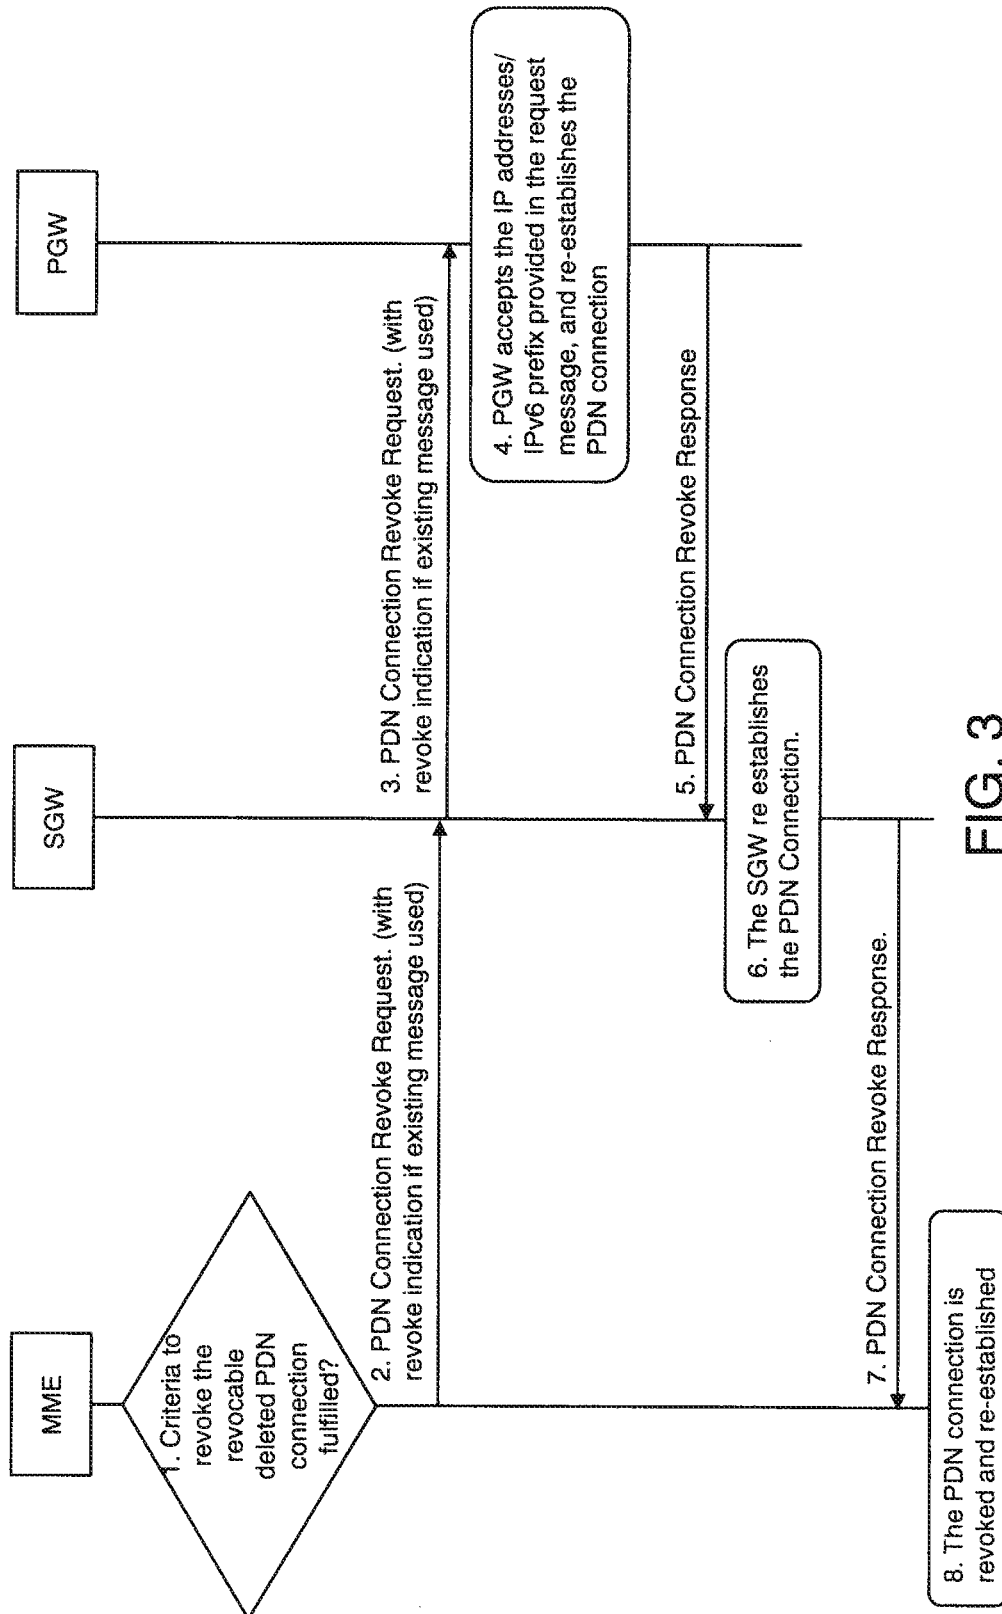 MME
SGW
PGW
1. Criteria to
revoke the
revocable
deleted PDN
connection
fulfilled?
2. PDN Connection Revoke Request. (with
revoke indication if existing message used)
3. PDN Connection Revoke Request. (with
revoke indication if existing message used)
4. PGW accepts the IP addresses/
IPv6 prefix provided in the request
message, and re-establishes the
PDN connection
5. PDN Connection Revoke Response
6. The SGW re establishes
the PDN Connection.
7. PDN Connection Revoke Response.
8. The PDN connection is
revoked and re-established
FIG. 3